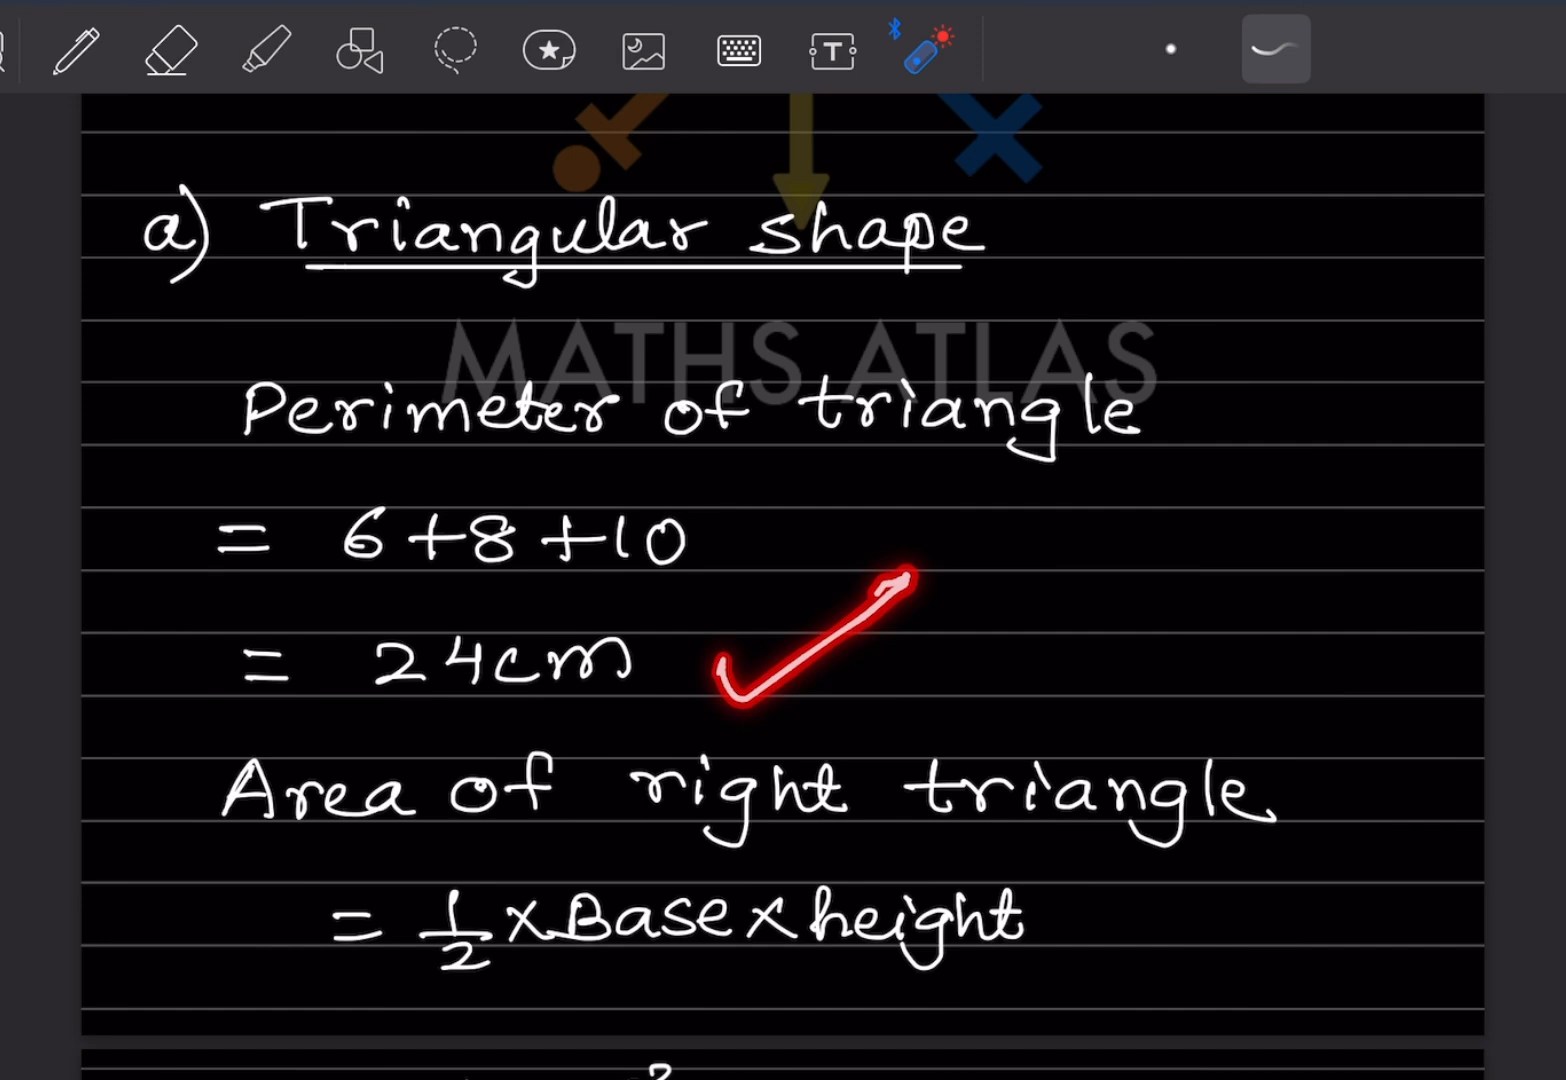 a) Triangular shape
MATHS ATLAS
Perimeter of triangle
= 6+8+10
= 24cm
Area of right triangle
= 1/2 × Base × height
2